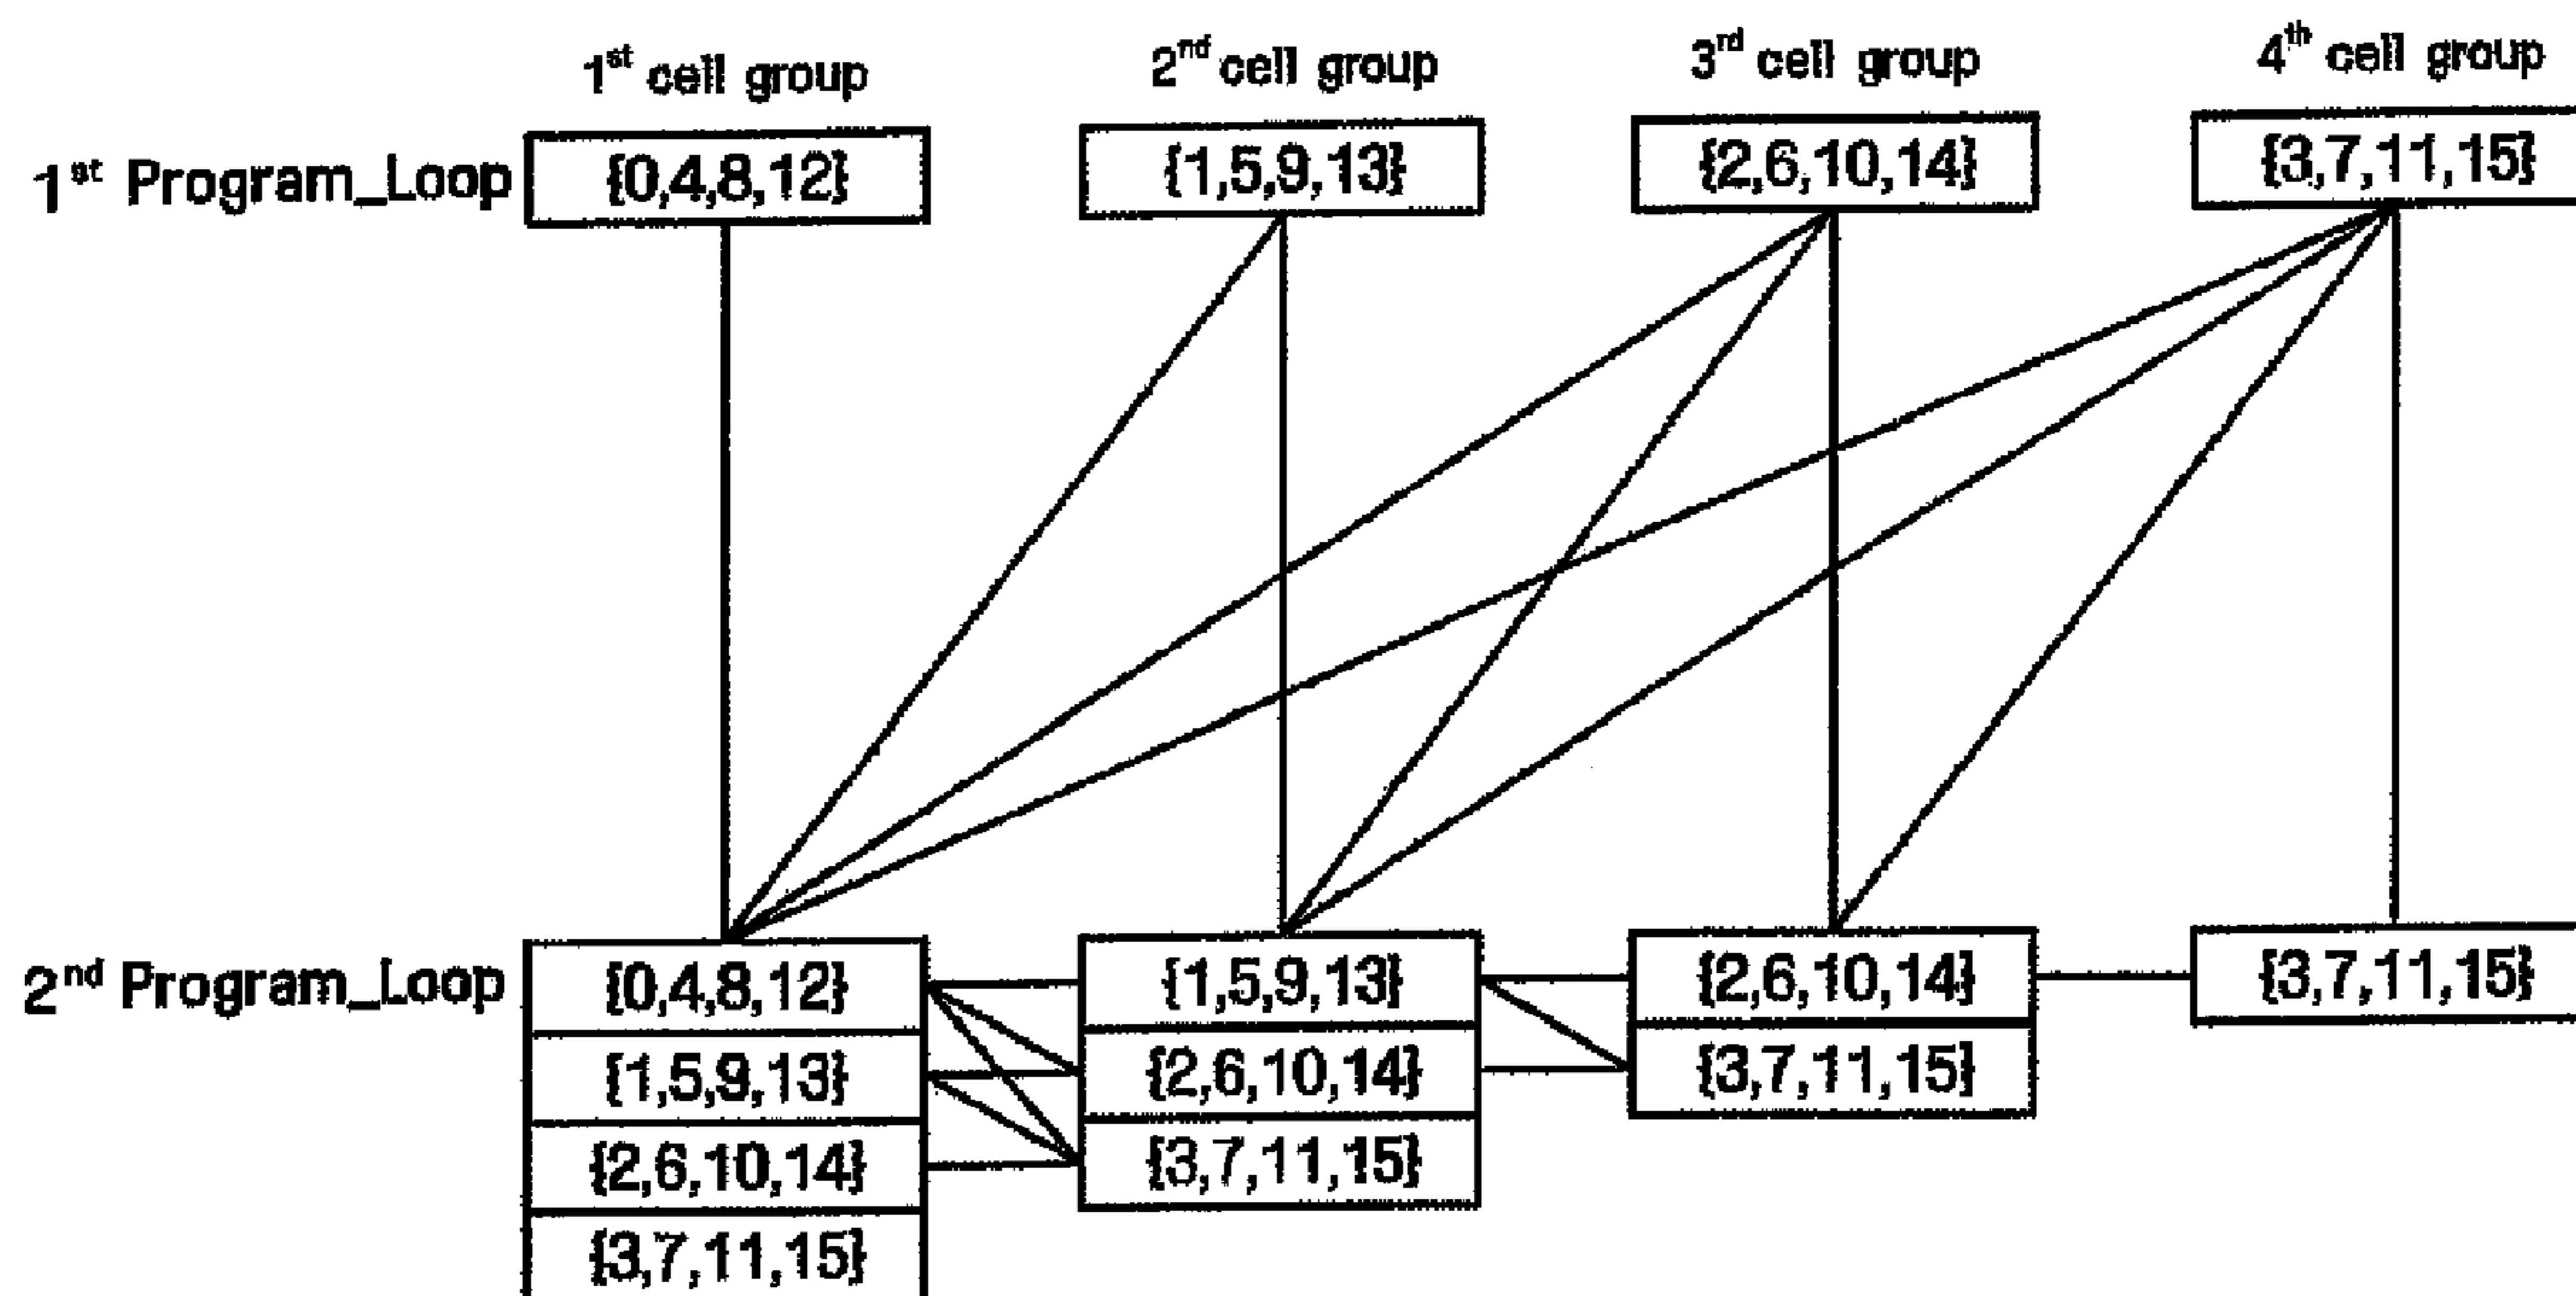 1st cell group 2nd cell group 3rd cell group 4th cell group
1st Program_Loop {0,4,8,12} {1,5,9,13} {2,6,10,14} {3,7,11,15}
2nd Program_Loop {0,4,8,12} {1,5,9,13} {2,6,10,14} {3,7,11,15}
{1,5,9,13} {2,6,10,14} {3,7,11,15}
{2,6,10,14} {3,7,11,15}
{3,7,11,15}